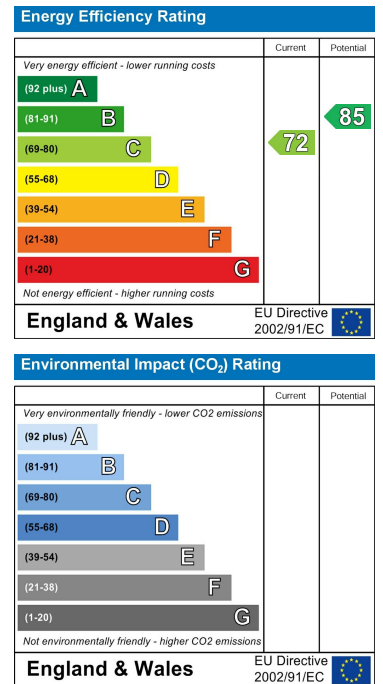 Energy Efficiency Rating
Current Potential
Very energy efficient - lower running costs
(92 plus) A
(81-91) B
(69-80) C
(55-68) D
(39-54) E
(21-38) F
(1-20) G
72
85
Not energy efficient - higher running costs
England & Wales
EU Directive
2002/91/EC
Environmental Impact (CO₂) Rating
Current Potential
Very environmentally friendly - lower CO2 emissions
(92 plus) A
(81-91) B
(69-80) C
(55-68) D
(39-54) E
(21-38) F
(1-20) G
Not environmentally friendly - higher CO2 emissions
England & Wales
EU Directive
2002/91/EC